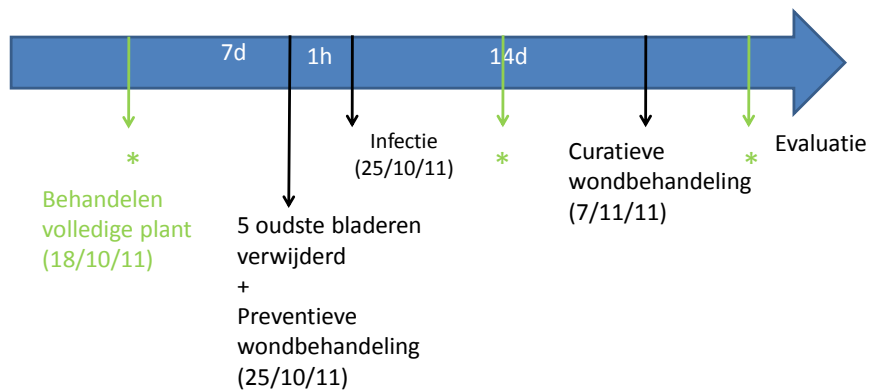 7d
1h
14d
*
Behandelen
volledige plant
(18/10/11)
5 oudste bladeren
verwijderd
+
Preventieve
wondbehandeling
(25/10/11)
Infectie
(25/10/11)
*
Curatieve
wondbehandeling
(7/11/11)
*
Evaluatie